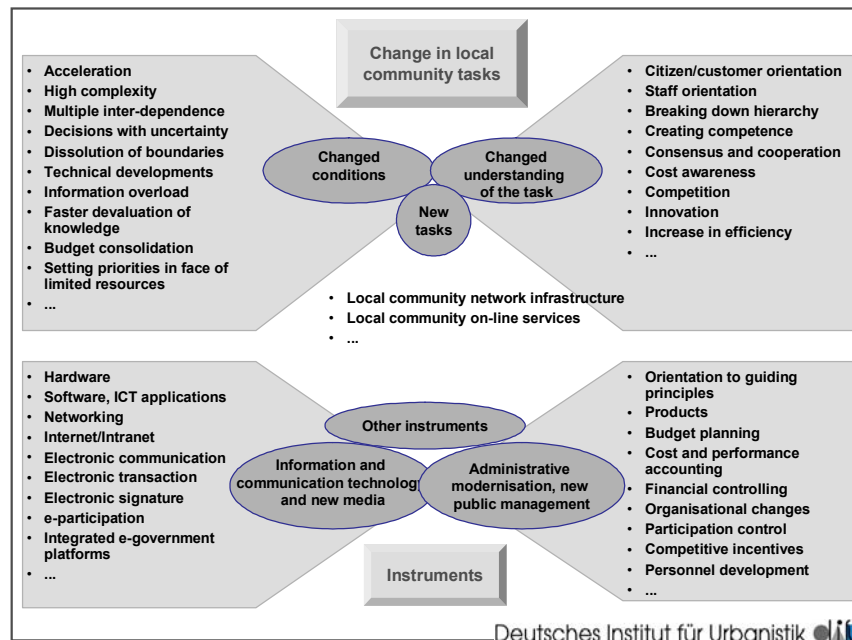 Change in local
community tasks
• Acceleration
• High complexity
• Multiple inter-dependence
• Decisions with uncertainty
• Dissolution of boundaries
• Technical developments
• Information overload
• Faster devaluation of
knowledge
• Budget consolidation
• Setting priorities in face of
limited resources
• ...
Changed
conditions
Changed
understanding
of the task
New
tasks
• Citizen/customer orientation
• Staff orientation
• Breaking down hierarchy
• Creating competence
• Consensus and cooperation
• Cost awareness
• Competition
• Innovation
• Increase in efficiency
• ...
• Local community network infrastructure
• Local community on-line services
• ...
• Hardware
• Software, ICT applications
• Networking
• Internet/Intranet
• Electronic communication
• Electronic transaction
• Electronic signature
• e-participation
• Integrated e-government
platforms
• ...
Other instruments
Information and
communication technology
and new media
Administrative
modernisation, new
public management
• Orientation to guiding
principles
• Products
• Budget planning
• Cost and performance
accounting
• Financial controlling
• Organisational changes
• Participation control
• Competitive incentives
• Personnel development
• ...
Instruments
Deutsches Institut für Urbanistik